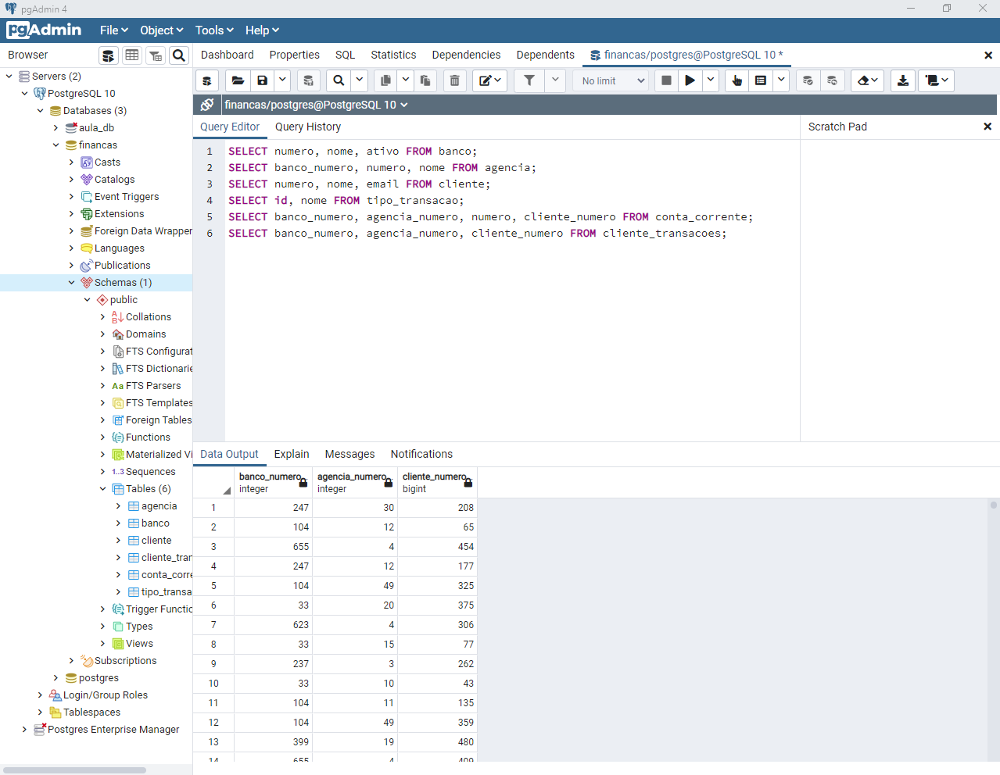 pgAdmin 4
pgAdmin File Object Tools Help
Browser
Dashboard Properties SQL Statistics Dependencies Dependents financas/postgres@PostgreSQL 10 *
No limit
financas/postgres@PostgreSQL 10
Query Editor Query History
Scratch Pad
Servers (2)
PostgreSQL 10
Databases (3)
aula_db
financas
Casts
Catalogs
Event Triggers
Extensions
Foreign Data Wrapper
Languages
Publications
Schemas (1)
public
Collations
Domains
FTS Configurat
FTS Dictionarie
FTS Parsers
FTS Templates
Foreign Tables
Functions
Materialized Vi
1..3 Sequences
Tables (6)
agencia
banco
cliente
cliente_tran
conta_corre
tipo_transa
Trigger Functio
Types
Views
Subscriptions
postgres
Login/Group Roles
Tablespaces
Postgres Enterprise Manager
1 SELECT numero, nome, ativo FROM banco;
2 SELECT banco_numero, numero, nome FROM agencia;
3 SELECT numero, nome, email FROM cliente;
4 SELECT id, nome FROM tipo_transacao;
5 SELECT banco_numero, agencia_numero, numero, cliente_numero FROM conta_corrente;
6 SELECT banco_numero, agencia_numero, cliente_numero FROM cliente_transacoes;
Data Output Explain Messages Notifications
banco_numero agencia_numero cliente_numero
integer integer bigint
1 247 30 208
2 104 12 65
3 655 4 454
4 247 12 177
5 104 49 325
6 33 20 375
7 623 4 306
8 33 15 77
9 237 3 262
10 33 10 43
11 104 11 135
12 104 49 359
13 399 19 480
14 655 4 409